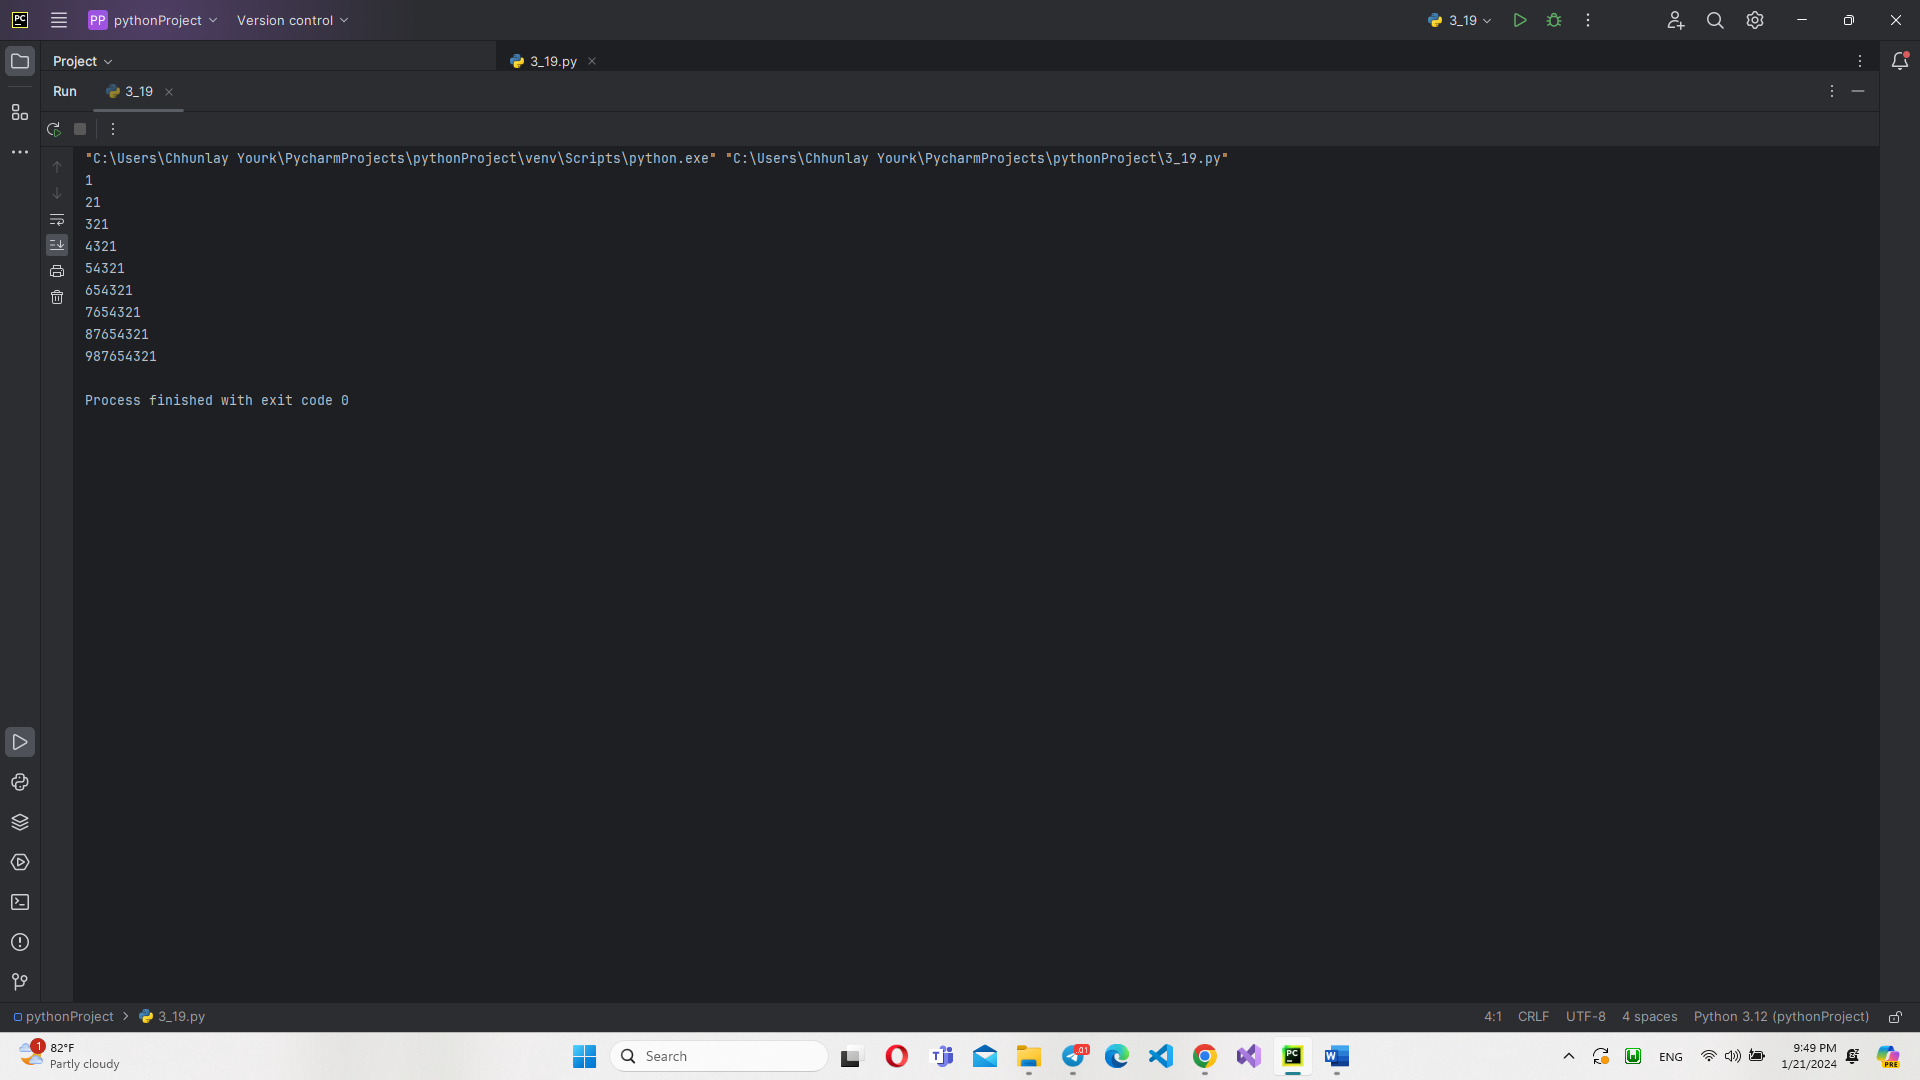 PC
PP pythonProject Version control 3_19
Project 3_19.py
Run 3_19
"C:\Users\Chhunlay Yourk\PycharmProjects\pythonProject\venv\Scripts\python.exe" "C:\Users\Chhunlay Yourk\PycharmProjects\pythonProject\3_19.py"
1
21
321
4321
54321
654321
7654321
87654321
987654321
Process finished with exit code 0
pythonProject 3_19.py 4:1 CRLF UTF-8 4 spaces Python 3.12 (pythonProject)
1 82°F
Partly cloudy
Search
PC
ENG
9:49 PM
1/21/2024
PRE